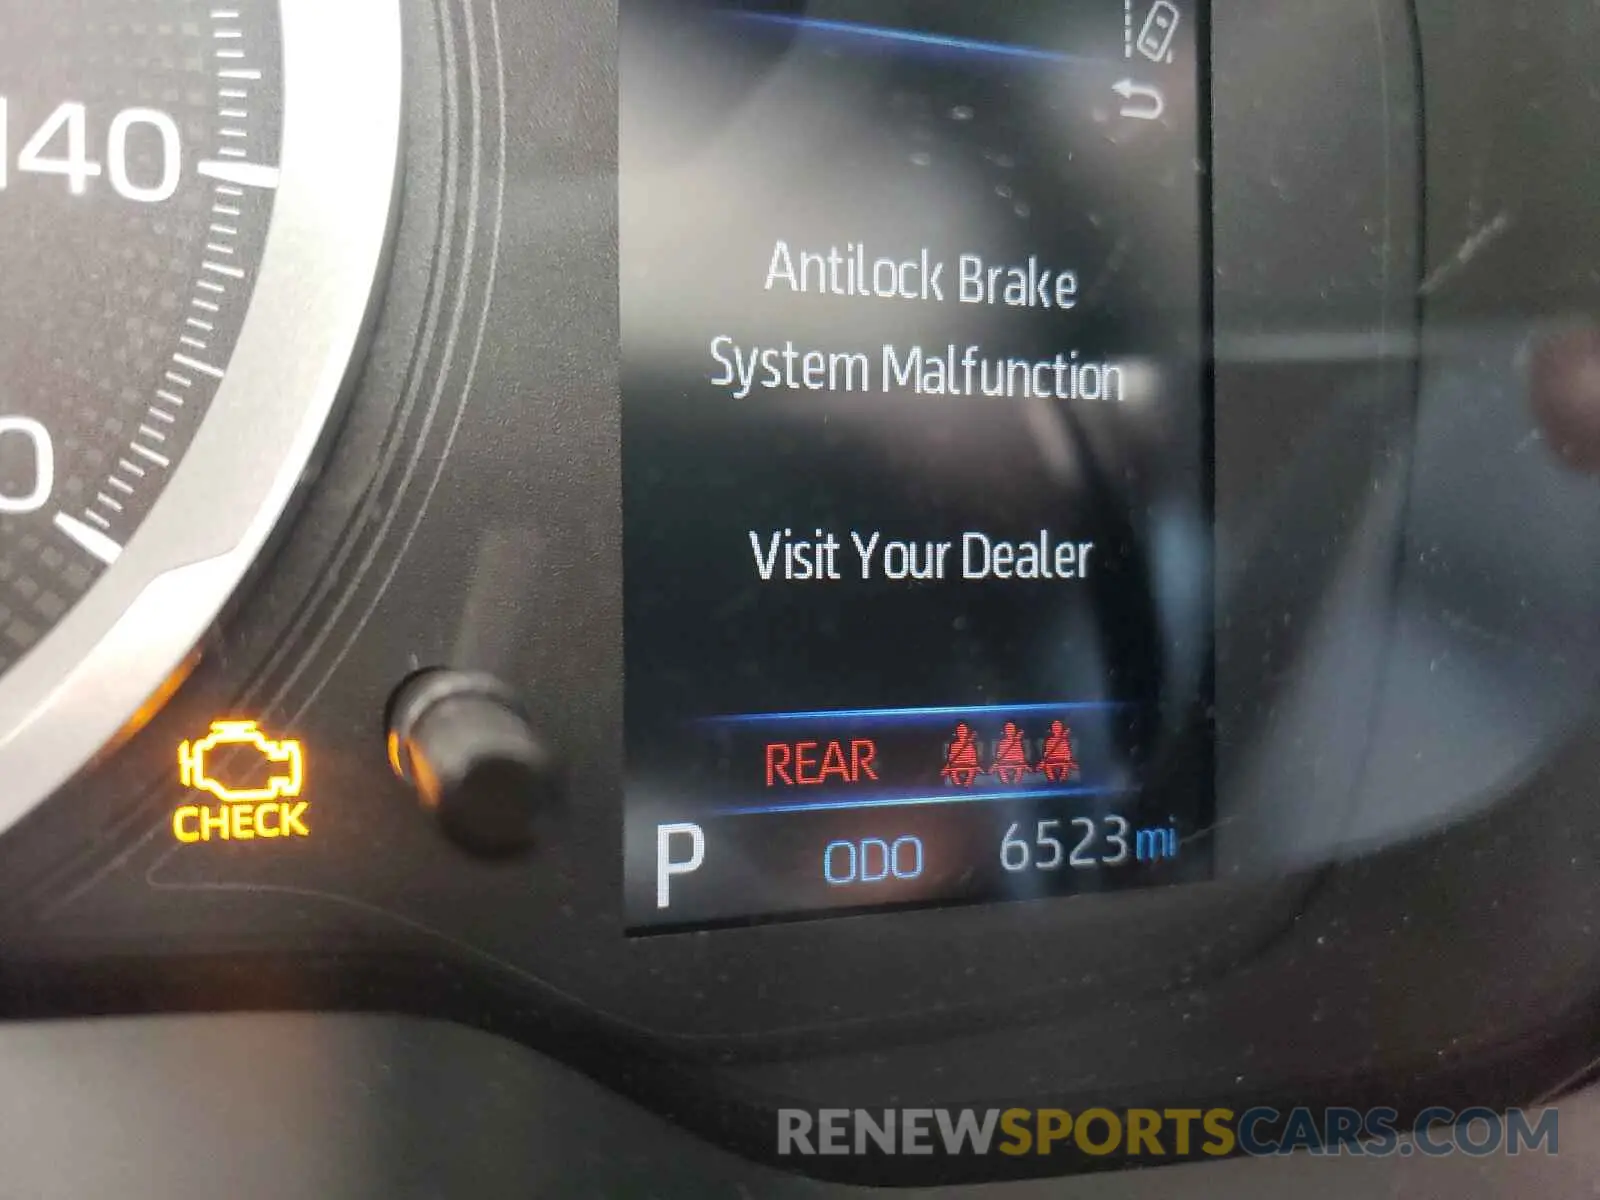 140
Antilock Brake
System Malfunction
Visit Your Dealer
REAR
CHECK
P ODO 6523mi
RENEWSPORTSCARS.COM